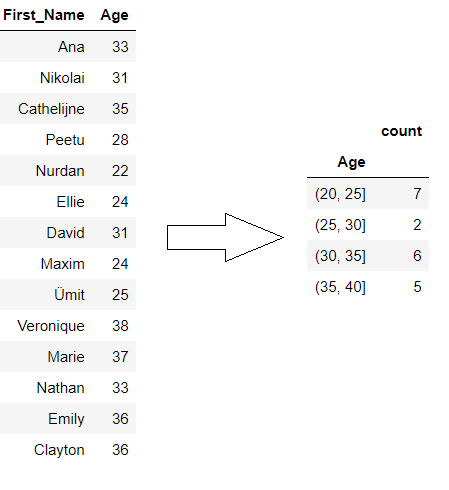 First_Name Age
Ana 33
Nikolai 31
Cathelijne 35
Peetu 28
Nurdan 22
Ellie 24
David 31
Maxim 24
Ümit 25
Veronique 38
Marie 37
Nathan 33
Emily 36
Clayton 36
count
Age
(20, 25] 7
(25, 30] 2
(30, 35] 6
(35, 40] 5